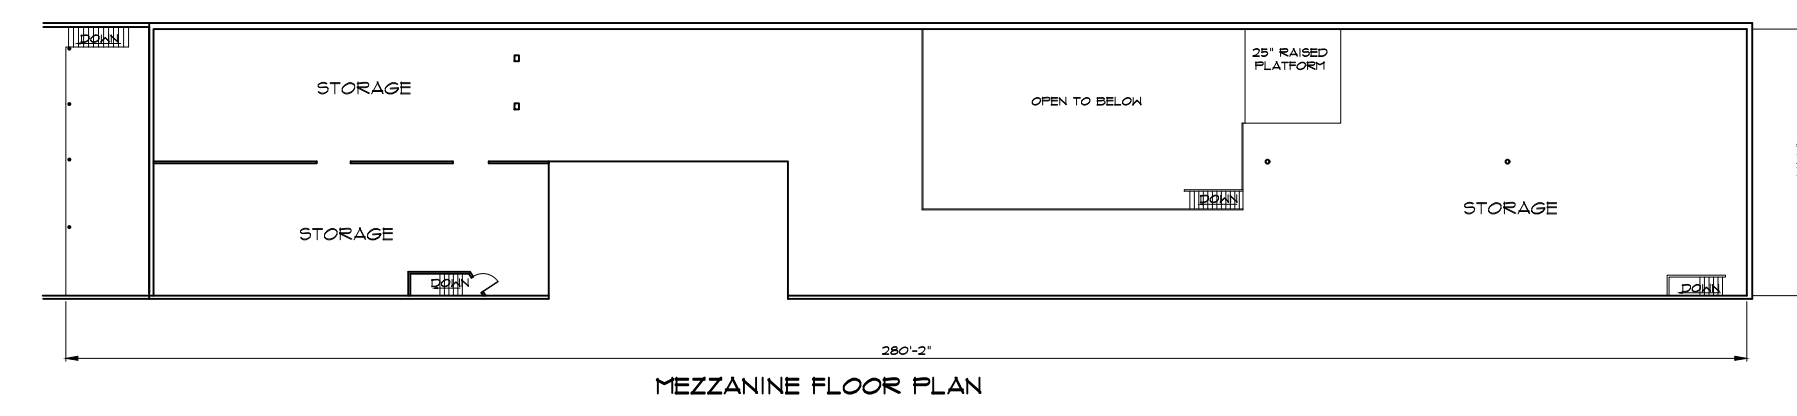 DOWN
25" RAISED
PLATFORM
STORAGE
OPEN TO BELOW
DOWN
STORAGE
STORAGE
DOWN
DOWN
280'-2"
MEZZANINE FLOOR PLAN